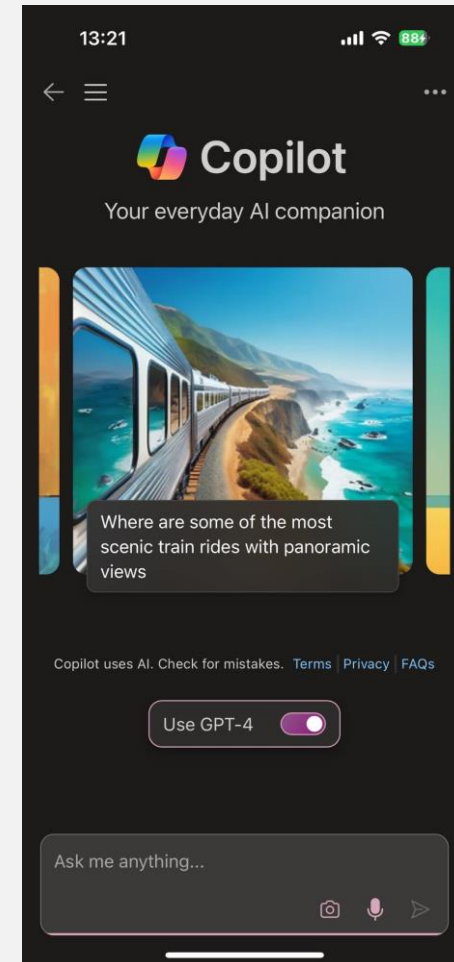 13:21
88
Copilot
Your everyday AI companion
Where are some of the most
scenic train rides with panoramic
views
Copilot uses AI. Check for mistakes. Terms | Privacy | FAQs
Use GPT-4
Ask me anything...